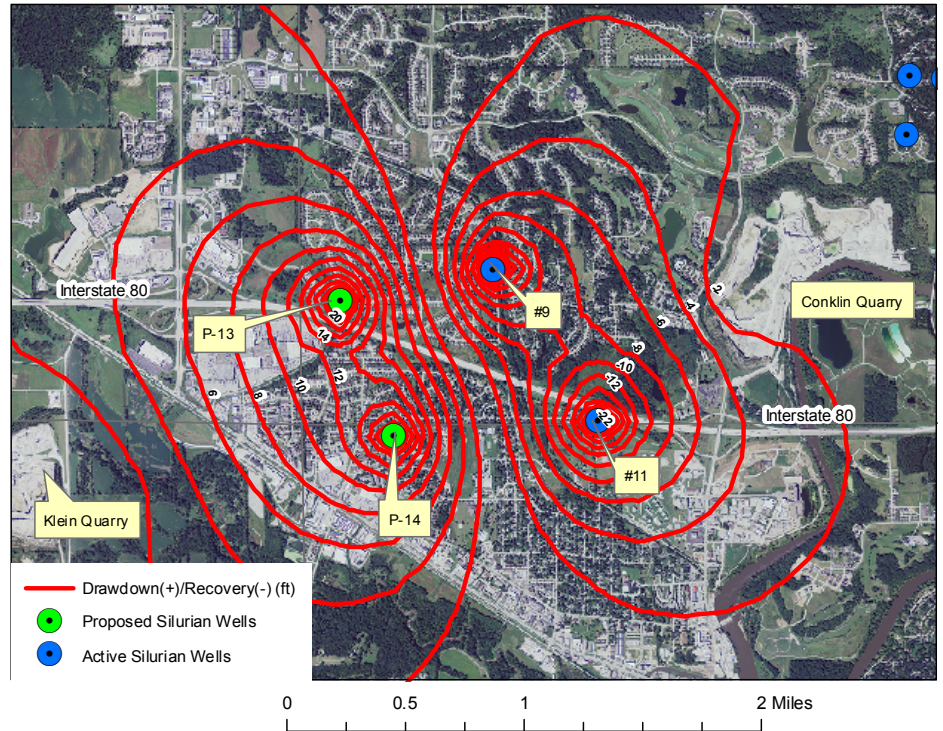 -2
-4
-6
-8
-10
-12
-22
Interstate 80
Conklin Quarry
#9
P-13
20
14
12
10
8
6
Interstate 80
#11
P-14
Klein Quarry
Drawdown(+)/Recovery(-) (ft)
Proposed Silurian Wells
Active Silurian Wells
0 0.5 1 2 Miles